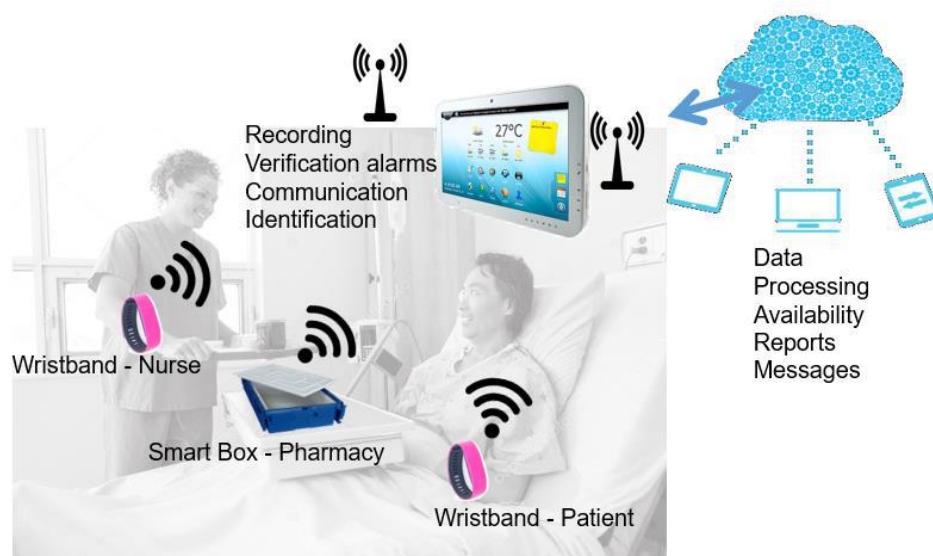 Recording
Verification alarms
Communication
Identification
27°C
Data
Processing
Availability
Reports
Messages
Wristband - Nurse
Smart Box - Pharmacy
Wristband - Patient